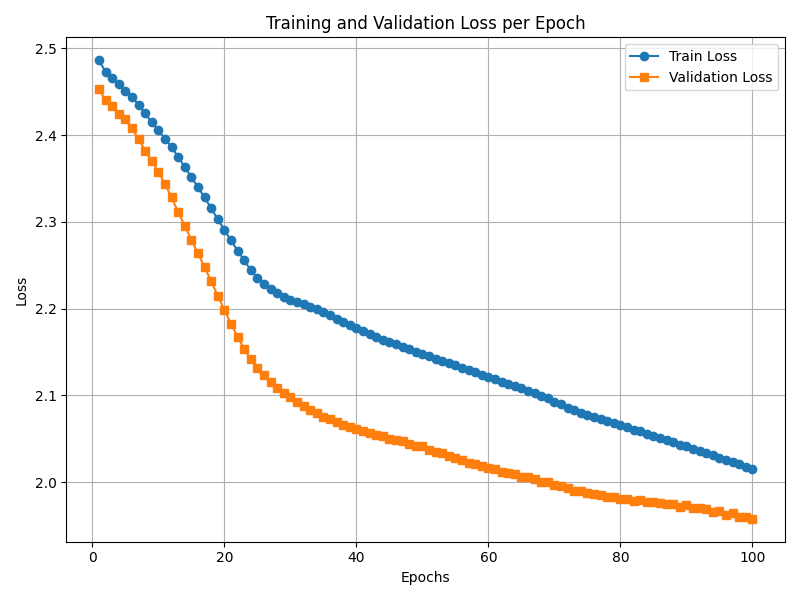 Training and Validation Loss per Epoch
Train Loss
Validation Loss
2.5
2.4
2.3
2.2
2.1
2.0
Loss
0 20 40 60 80 100
Epochs